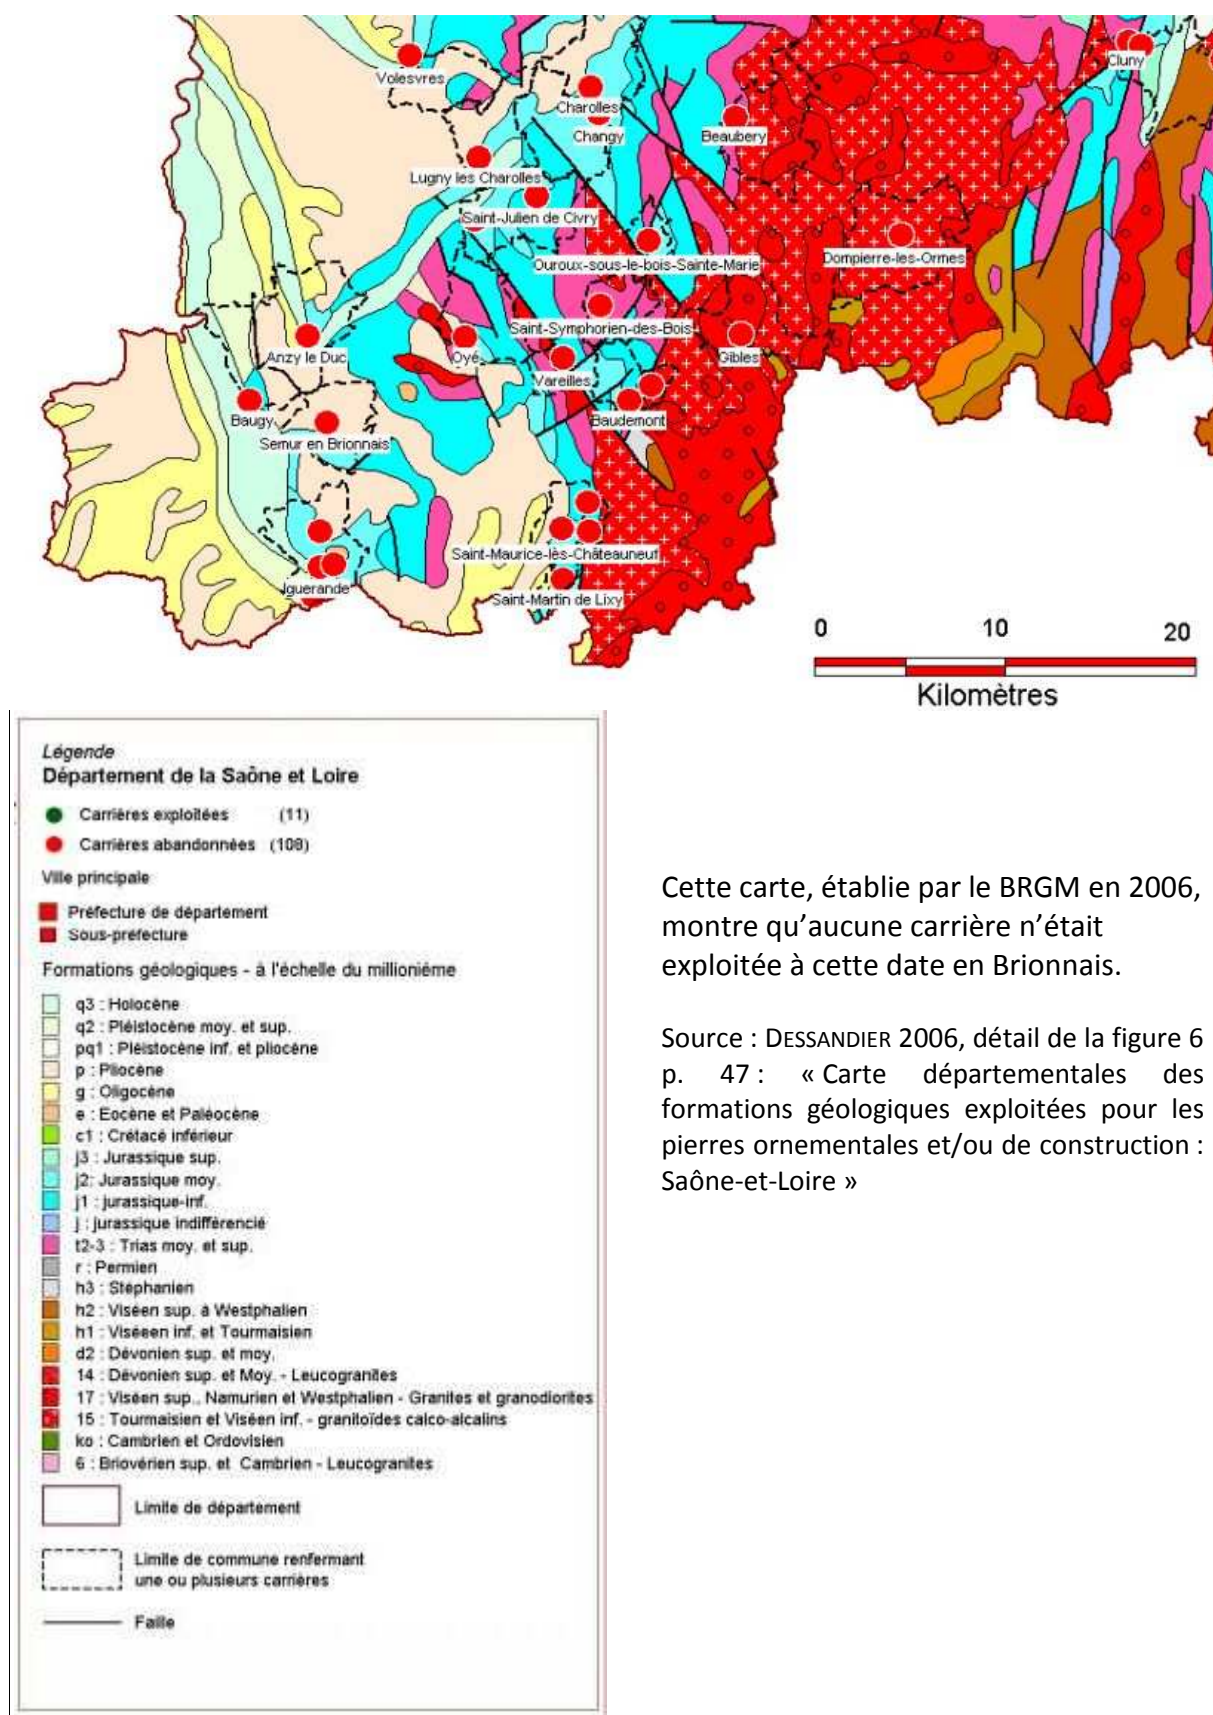 Volesvres
Cluny
Charolles
Changy
Beaubery
Lugny les Charolles
Saint-Julien de Civry
Ouroux-sous-le-bois-Sainte-Marie
Dompierre-les-Ormes
Saint-Symphorien-des-Bois
Anzy le Duc
Oyé
Gibles
Vareilles
Baugy
Baudemont
Semur en Brionnais
Saint-Maurice-lès-Châteauneuf
Iguerande
Saint-Martin de Lixy
0 10 20
Kilomètres
Légende
Département de la Saône et Loire
Carrières exploitées (11)
Carrières abandonnées (108)
Ville principale
Préfecture de département
Sous-préfecture
Formations géologiques - à l'échelle du millionième
q3 : Holocène
q2 : Pléistocène moy. et sup.
pq1 : Pléistocène inf. et pliocène
p : Pliocène
g : Oligocène
e : Eocène et Paléocène
c1 : Crétacé inférieur
j3 : Jurassique sup.
j2: Jurassique moy.
j1 : jurassique-inf.
j : jurassique indifférencié
t2-3 : Trias moy. et sup.
r : Permien
h3 : Stéphanien
h2 : Viséen sup. à Westphalien
h1 : Viséeen inf. et Tournaisien
d2 : Dévonien sup. et moy.
14 : Dévonien sup. et Moy. - Leucogranites
17 : Viséen sup., Namurien et Westphalien - Granites et granodiorites
15 : Tournaisien et Viséen inf. - granitoïdes calco-alcalins
ko : Cambrien et Ordovisien
6 : Briovérien sup. et Cambrien - Leucogranites
Limite de département
Limite de commune renfermant
une ou plusieurs carrières
Faille
Cette carte, établie par le BRGM en 2006,
montre qu’aucune carrière n’était
exploitée à cette date en Brionnais.
Source : DESSANDIER 2006, détail de la figure 6
p. 47 : « Carte départementales des
formations géologiques exploitées pour les
pierres ornementales et/ou de construction :
Saône-et-Loire »